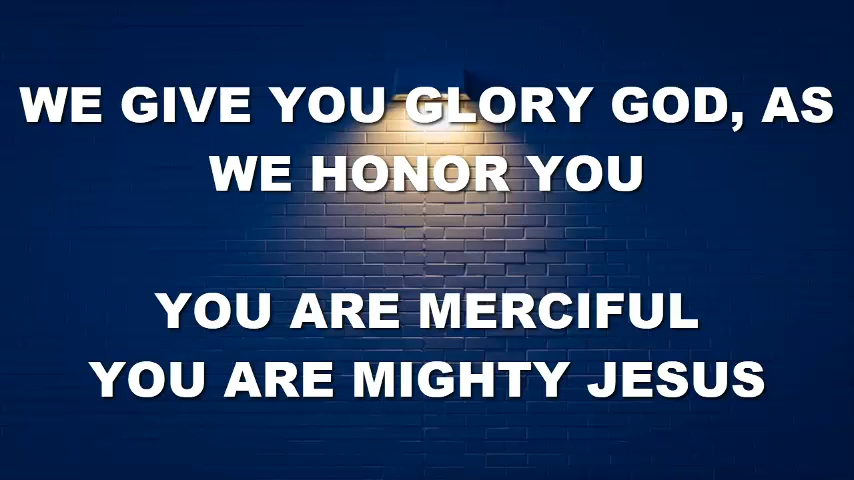 WE GIVE YOU GLORY GOD, AS
WE HONOR YOU
YOU ARE MERCIFUL
YOU ARE MIGHTY JESUS